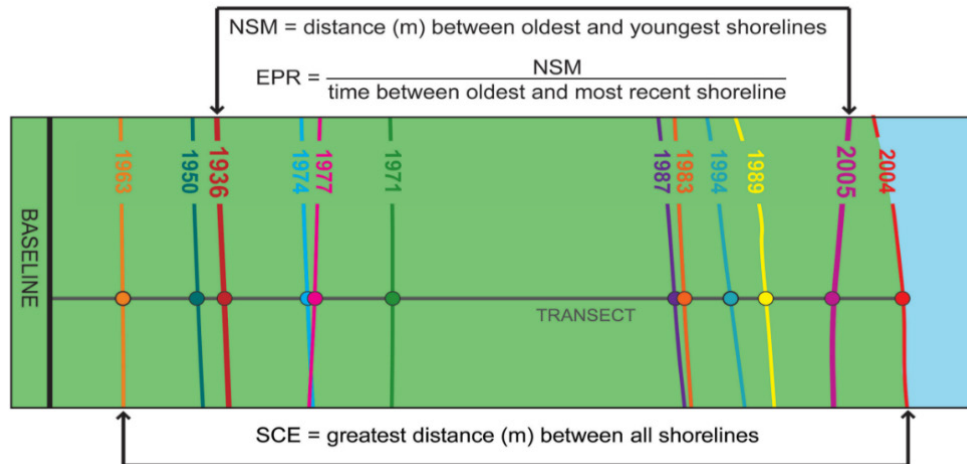 NSM = distance (m) between oldest and youngest shorelines
EPR = NSM
time between oldest and most recent shoreline
BASELINE
1963
1950
1936
1974
1977
1971
1987
1983
1994
1989
2005
2004
TRANSECT
SCE = greatest distance (m) between all shorelines